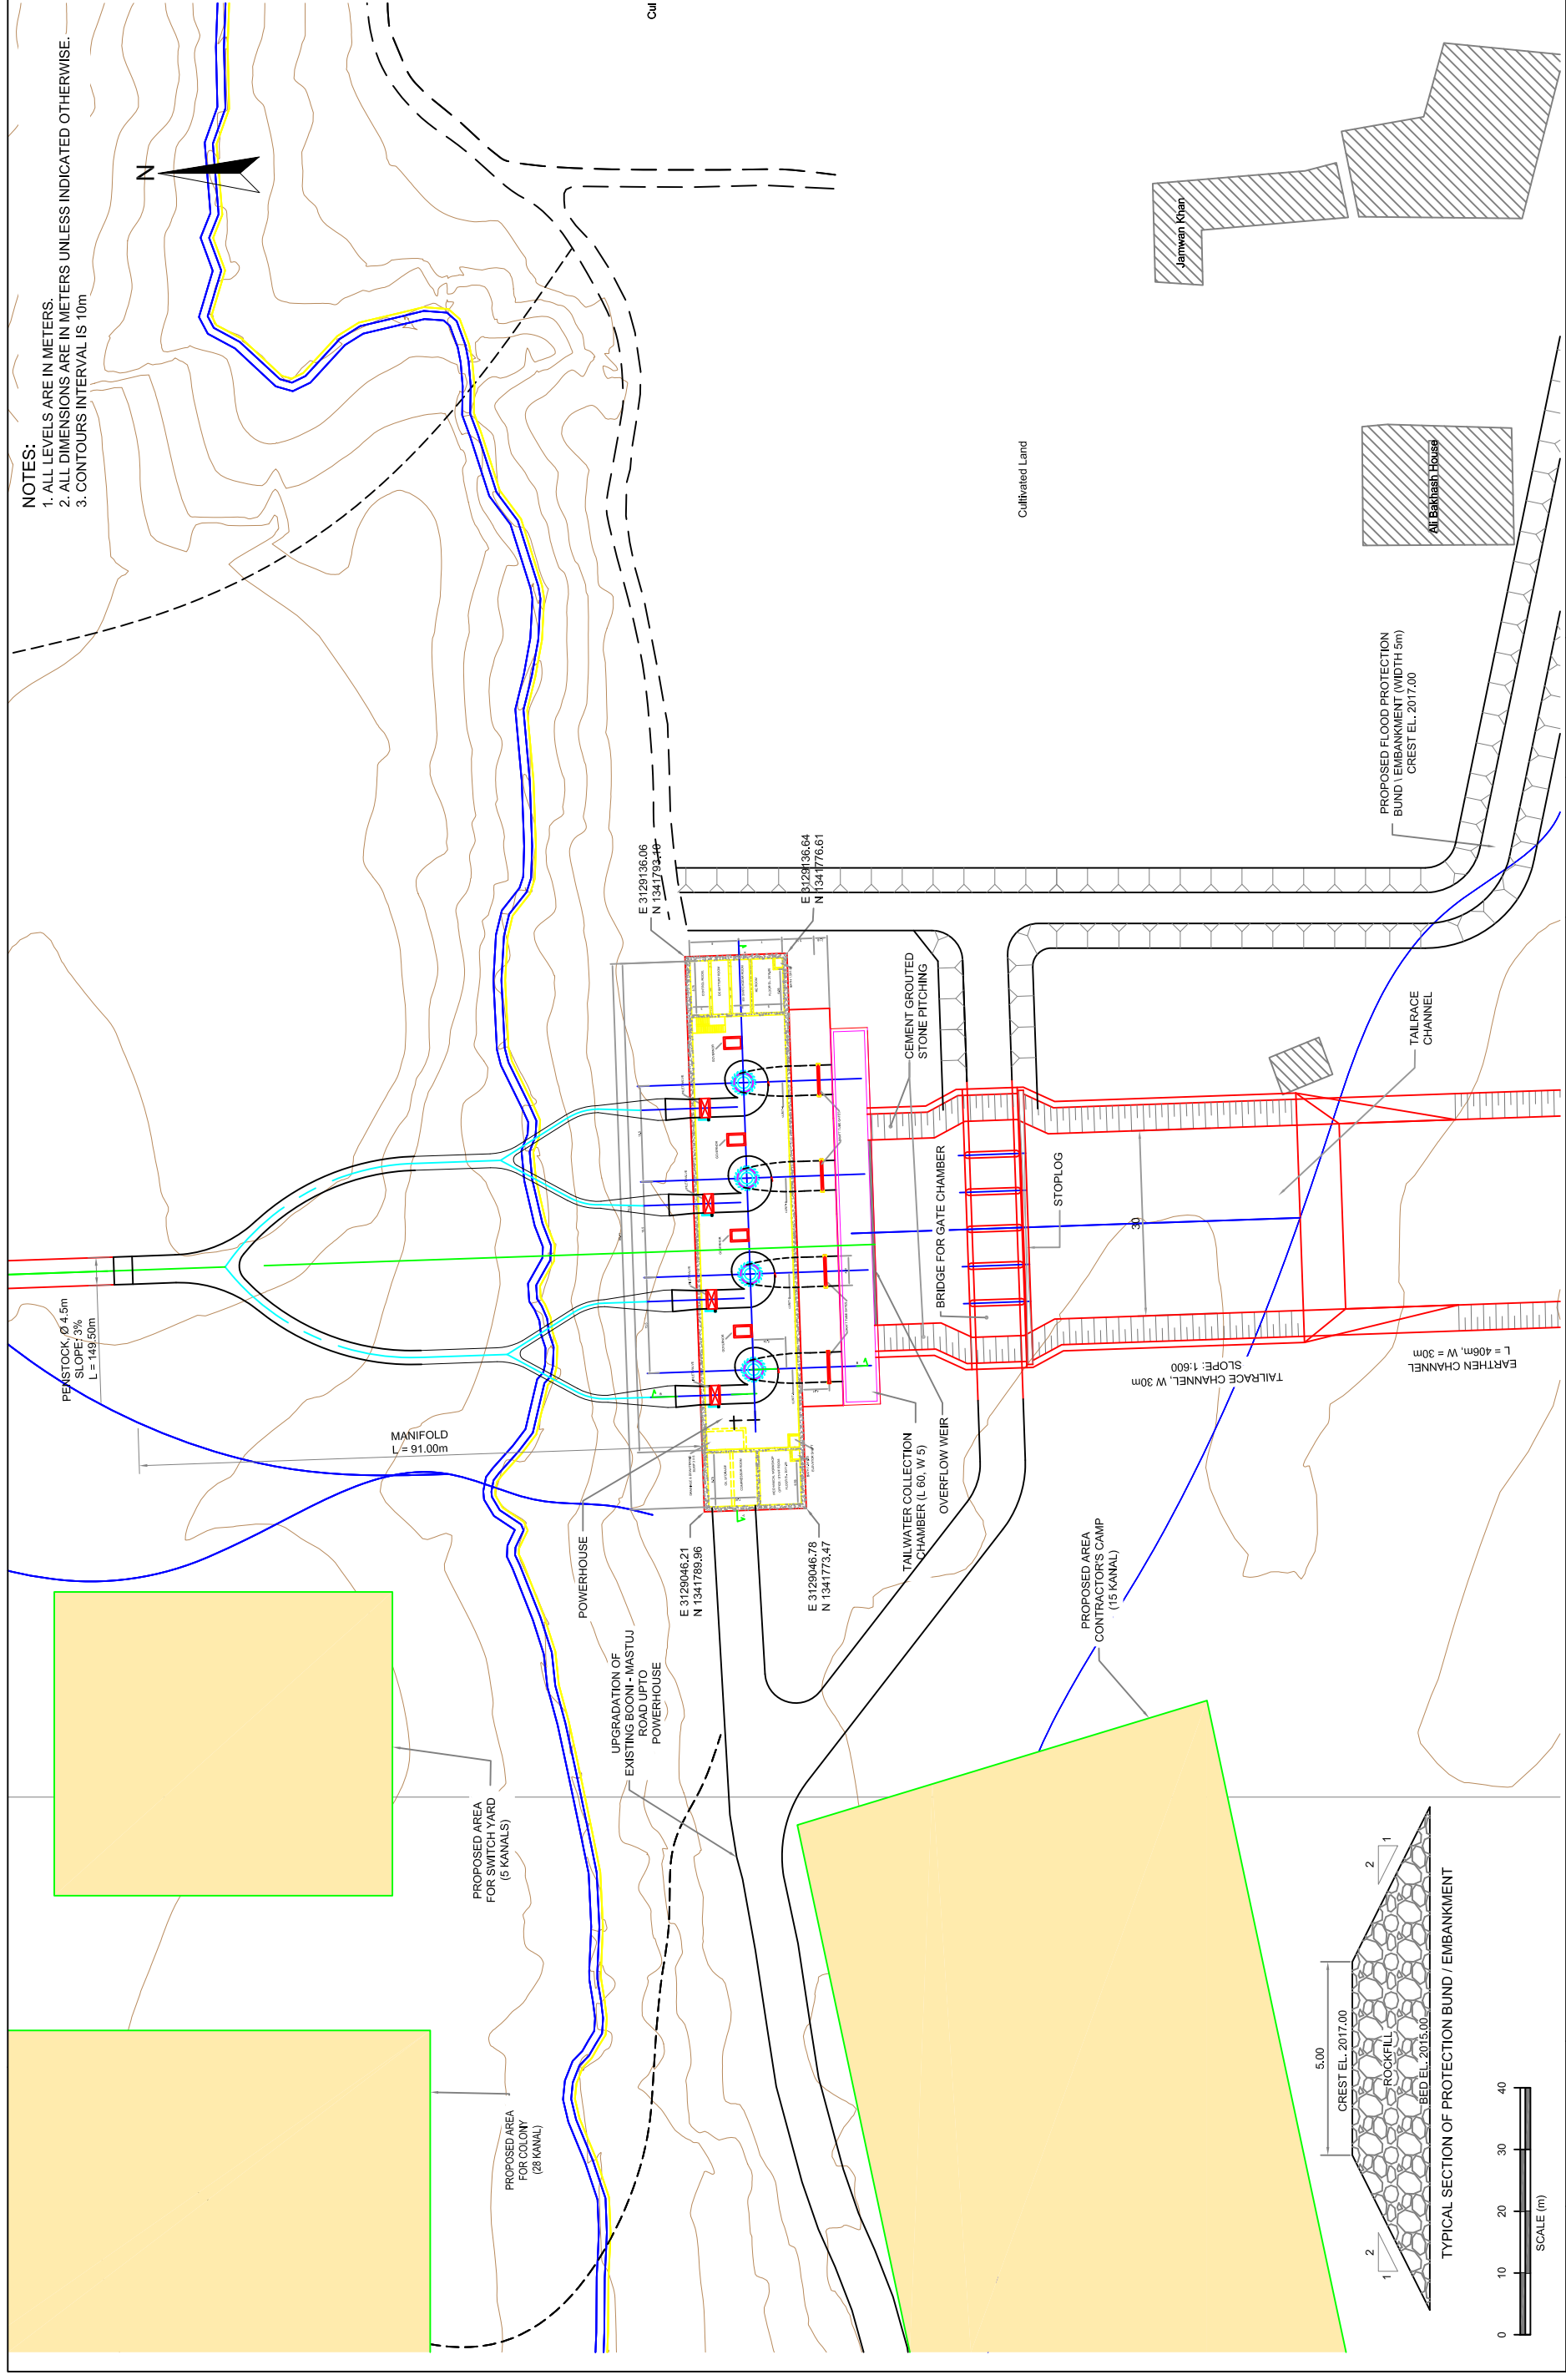 NOTES:
1. ALL LEVELS ARE IN METERS.
2. ALL DIMENSIONS ARE IN METERS UNLESS INDICATED OTHERWISE.
3. CONTOURS INTERVAL IS 10m
N
Cul
Jamwan Khan
Cultivated Land
Ali Bakhash House
PROPOSED FLOOD PROTECTION
BUND \ EMBANKMENT (WIDTH 5m)
CREST EL. 2017.00
E 3129136.06
N 1341793.10
E 3129136.64
N 1341776.61
CEMENT GROUTED
STONE PITCHING
TAILRACE
CHANNEL
BRIDGE FOR GATE CHAMBER
STOPLOG
30
PENSTOCK, Ø 4.5m
SLOPE: 3%
L = 149.50m
MANIFOLD
L = 91.00m
TAILRACE CHANNEL, W 30m
SLOPE: 1:600
EARTHEN CHANNEL
L = 406m, W = 30m
POWERHOUSE
E 3129046.21
N 1341789.96
E 3129046.78
N 1341773.47
TAILWATER COLLECTION
CHAMBER (L 60, W 5)
OVERFLOW WEIR
UPGRADATION OF
EXISTING BOONI - MASTUJ
ROAD UPTO
POWERHOUSE
PROPOSED AREA
CONTRACTOR'S CAMP
(15 KANAL)
PROPOSED AREA
FOR SWITCH YARD
(5 KANALS)
PROPOSED AREA
FOR COLONY
(28 KANAL)
5.00
CREST EL. 2017.00
ROCKFILL
BED EL. 2015.00
2
1
2
1
TYPICAL SECTION OF PROTECTION BUND / EMBANKMENT
0 10 20 30 40
SCALE (m)